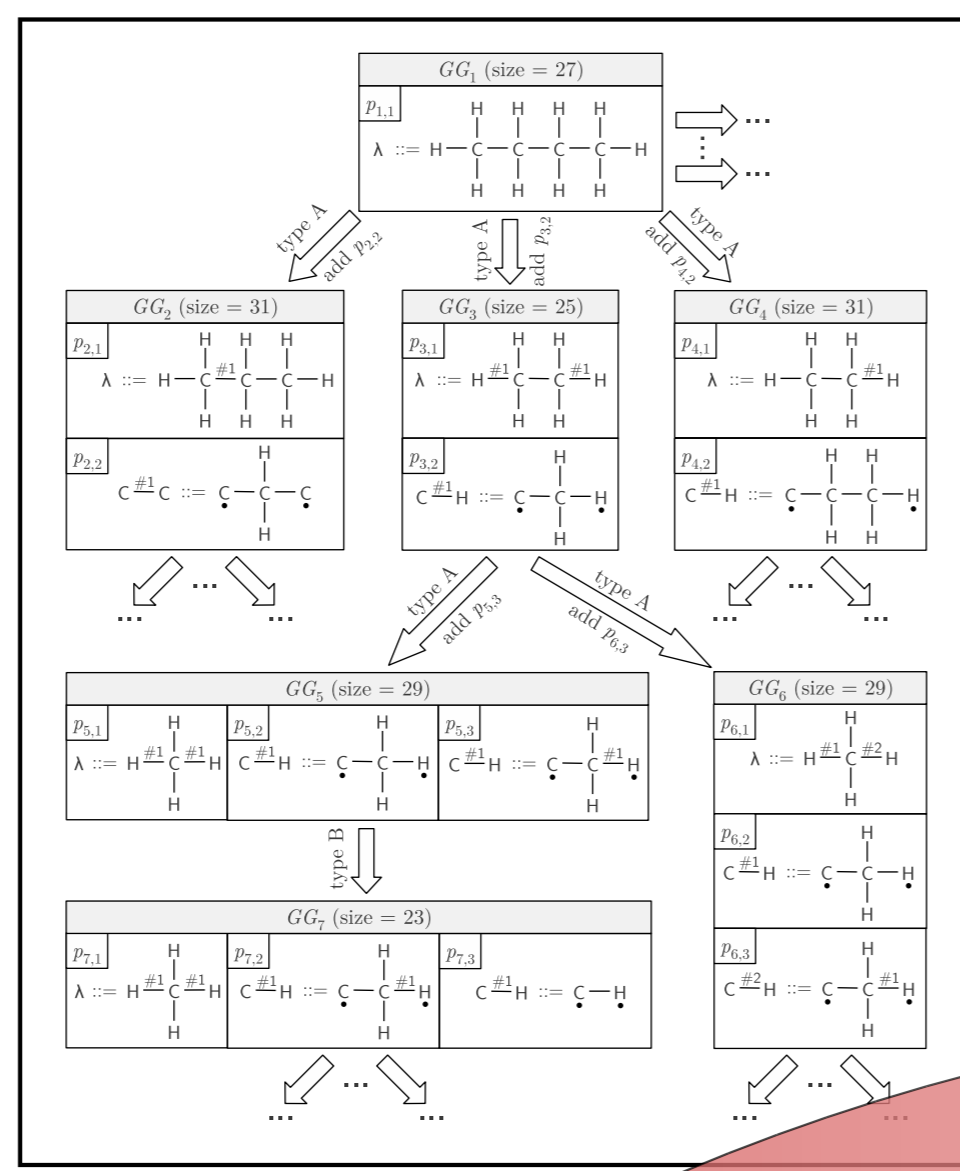 GG₁ (size = 27)
p₁,₁
H H H H
λ ::= H—C—C—C—C—H
H H H H
...
⋮
...
type A
add p₂,₂
type A
add p₃,₂
type A
add p₄,₂
GG₂ (size = 31)
p₂,₁
H H H
λ ::= H—C #1 C—C—H
H H H
p₂,₂
H
C #1 C ::= C—C—C
• •
H
GG₃ (size = 25)
p₃,₁
H H
λ ::= H #1 C—C #1 H
H H
p₃,₂
H
C #1 H ::= C—C—H
• •
H
GG₄ (size = 31)
p₄,₁
H H
λ ::= H—C—C #1 H
H H
p₄,₂
H H
C #1 H ::= C—C—C—H
• •
H H
...
... ...
type A
add p₅,₃
type A
add p₆,₃
...
... ...
GG₅ (size = 29)
p₅,₁
H
λ ::= H #1 C #1 H
H
p₅,₂
H
C #1 H ::= C—C—H
• •
H
p₅,₃
H
C #1 H ::= C—C #1 H
• •
H
type B
GG₇ (size = 23)
p₇,₁
H
λ ::= H #1 C #1 H
H
p₇,₂
H
C #1 H ::= C—C #1 H
• •
H
p₇,₃
C #1 H ::= C—H
• •
...
... ...
GG₆ (size = 29)
p₆,₁
H
λ ::= H #1 C #2 H
H
p₆,₂
H
C #1 H ::= C—C—H
• •
H
p₆,₃
H
C #2 H ::= C—C #1 H
• •
H
...
... ...